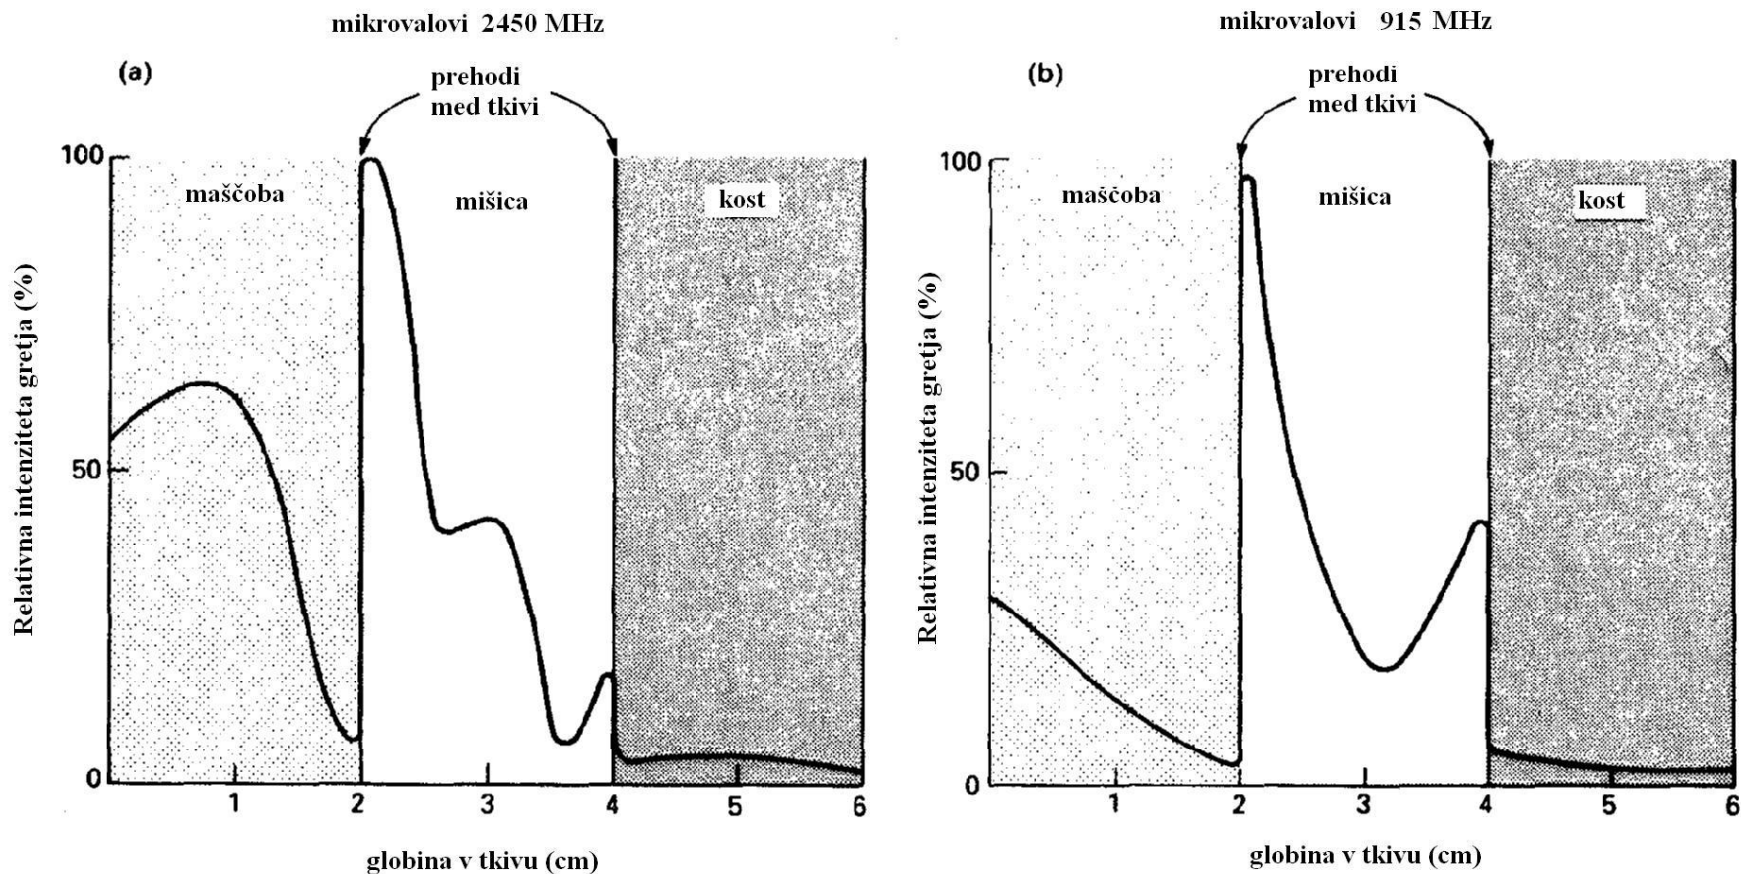 mikrovalovi 2450 MHz
(a)
prehodi
med tkivi
100
50
0
maščoba
mišica
kost
Relativna intenziteta gretja (%)
1
2
3
4
5
6
globina v tkivu (cm)
mikrovalovi 915 MHz
(b)
prehodi
med tkivi
100
50
0
maščoba
mišica
kost
Relativna intenziteta gretja (%)
1
2
3
4
5
6
globina v tkivu (cm)